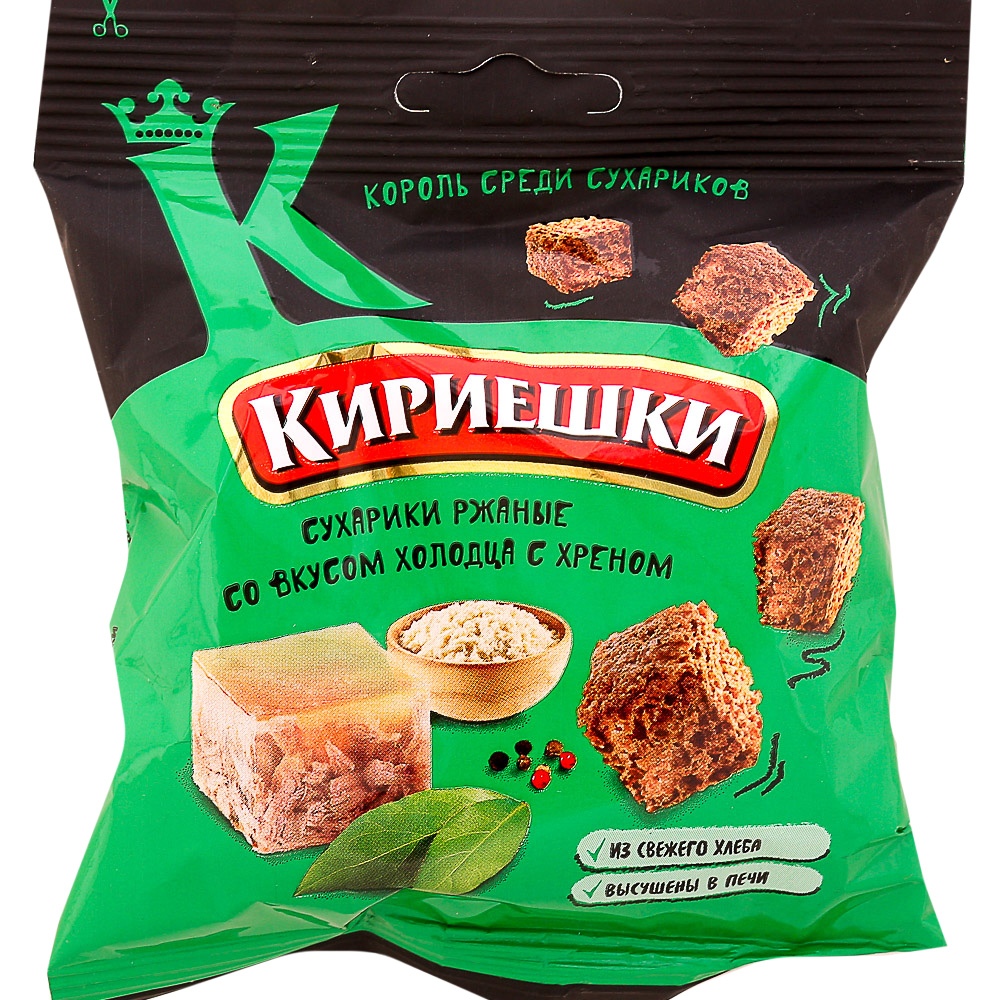 КОРОЛЬ СРЕДИ СУХАРИКОВ
КИРИЕШКИ
СУХАРИКИ РЖАНЫЕ
СО ВКУСОМ ХОЛОДЦА С ХРЕНОМ
ИЗ СВЕЖЕГО ХЛЕБА
ВЫСУШЕНЫ В ПЕЧИ